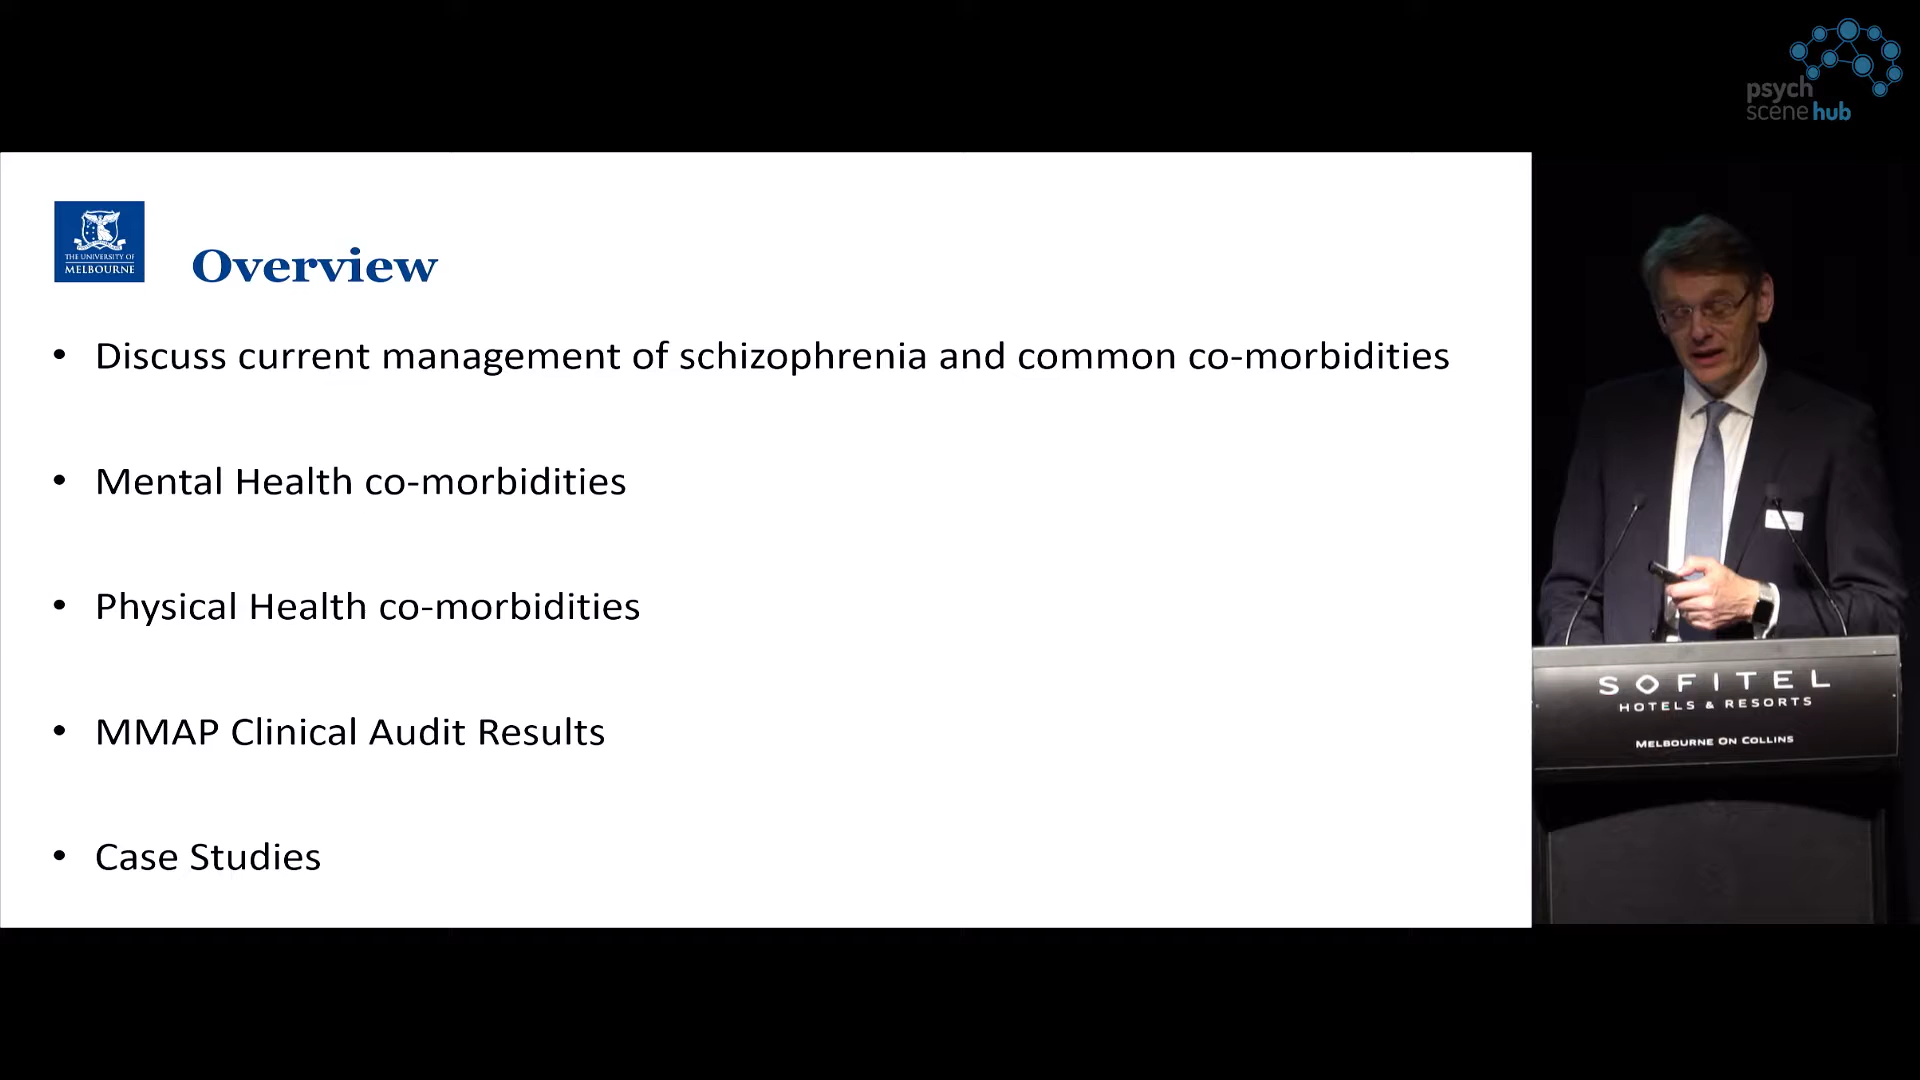 psych
scene hub
THE UNIVERSITY OF
MELBOURNE
Overview
• Discuss current management of schizophrenia and common co-morbidities
• Mental Health co-morbidities
• Physical Health co-morbidities
• MMAP Clinical Audit Results
• Case Studies
SOFITEL
HOTELS & RESORTS
MELBOURNE ON COLLINS